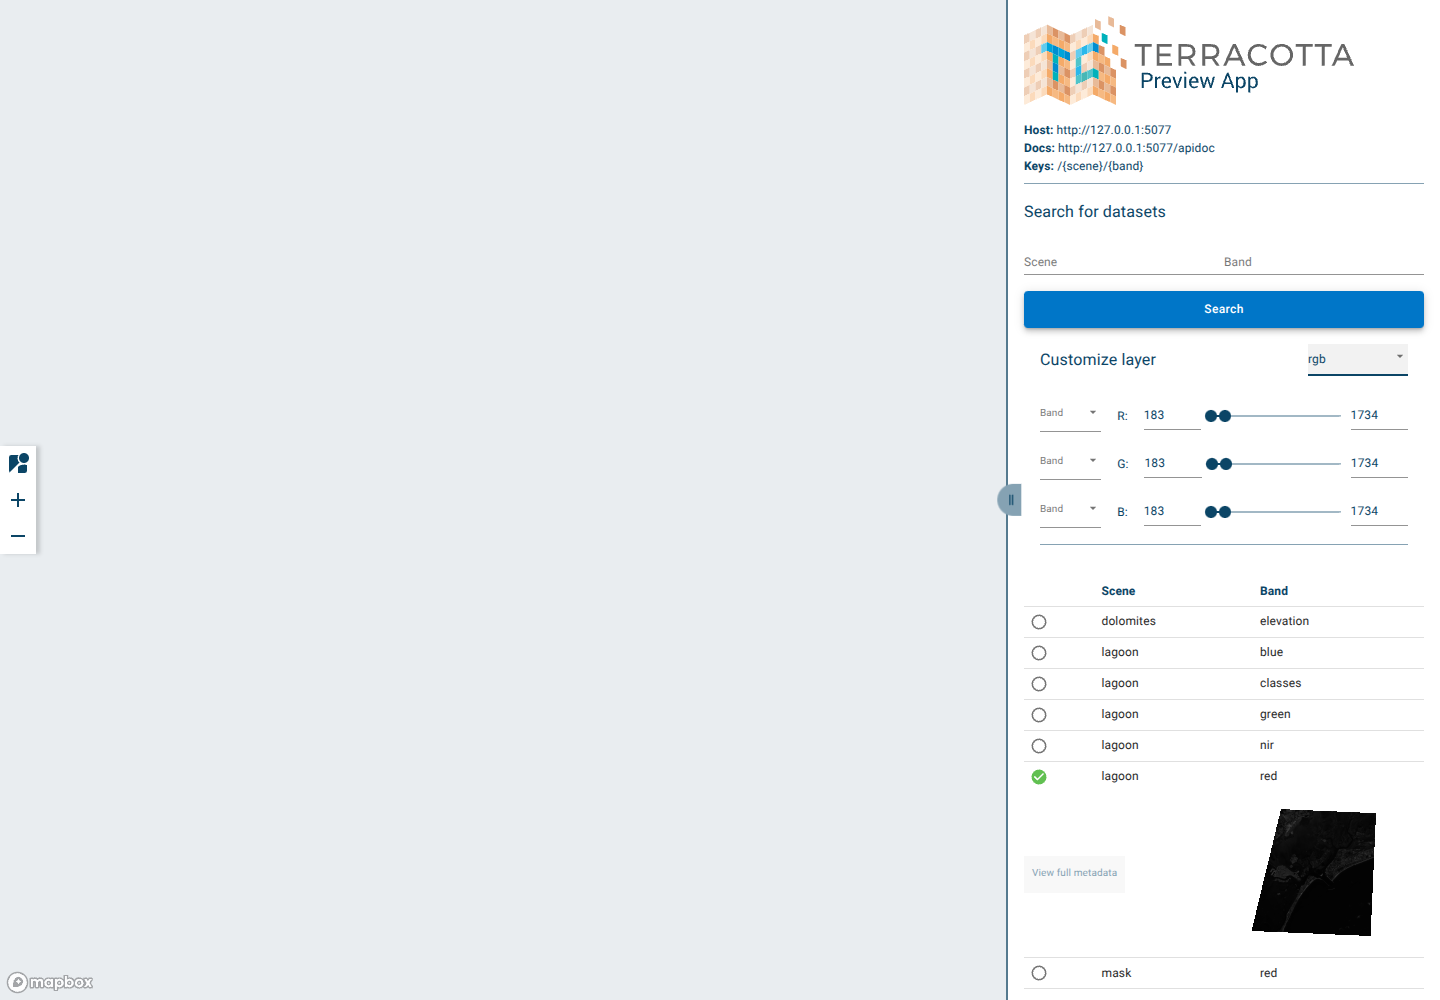 TERRACOTTA
Preview App
Host: http://127.0.0.1:5077
Docs: http://127.0.0.1:5077/apidoc
Keys: /{scene}/{band}
Search for datasets
Scene Band
Search
Customize layer rgb
Band R: 183 1734
Band G: 183 1734
Band B: 183 1734
Scene Band
dolomites elevation
lagoon blue
lagoon classes
lagoon green
lagoon nir
lagoon red
View full metadata
mask red
mapbox